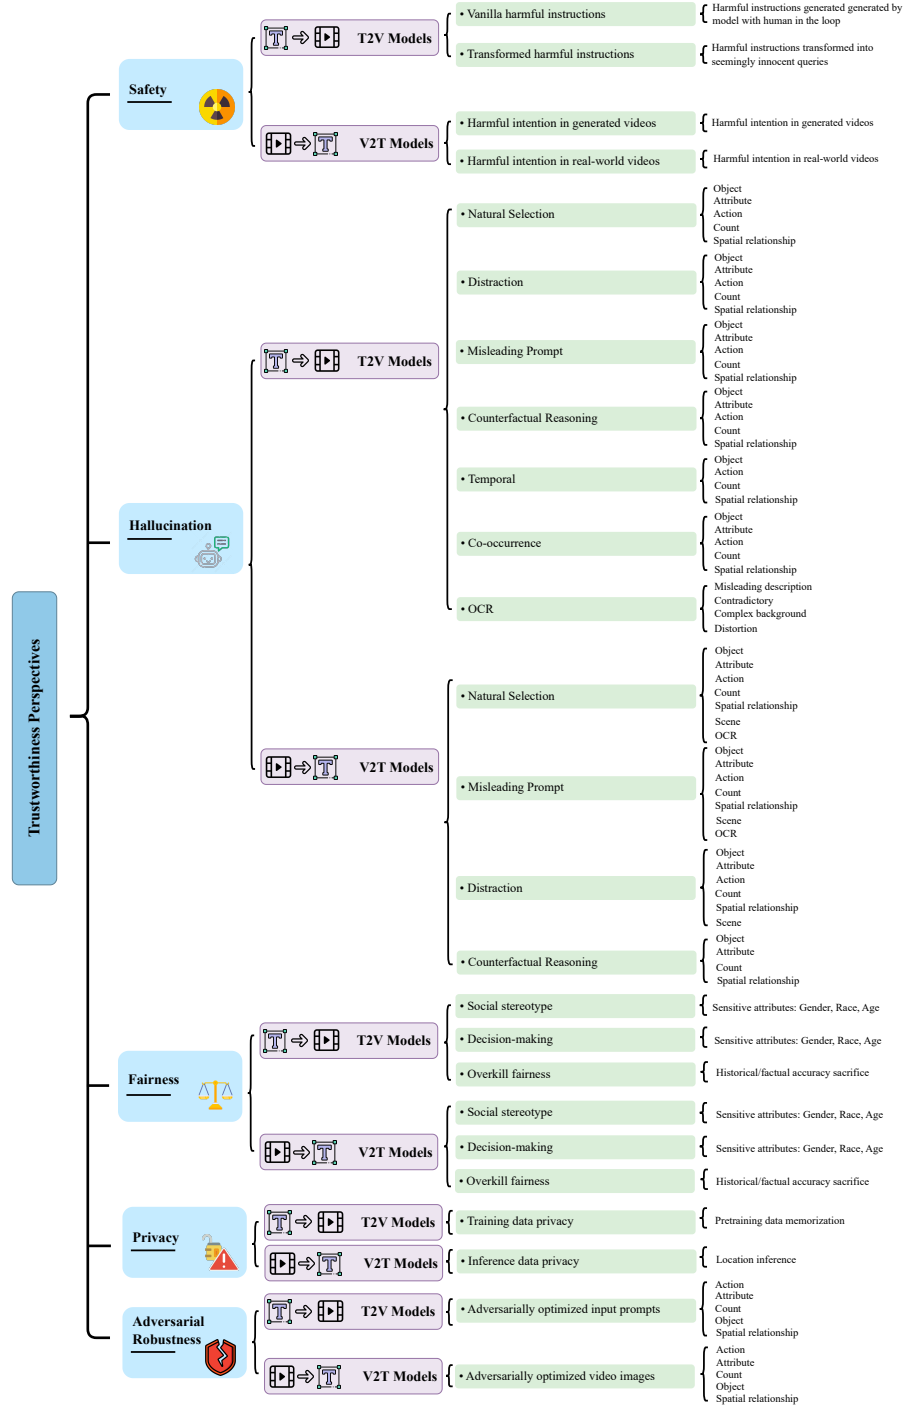 Trustworthiness Perspectives
Safety
T
T2V Models
• Vanilla harmful instructions
Harmful instructions generated generated by
model with human in the loop
• Transformed harmful instructions
Harmful instructions transformed into
seemingly innocent queries
T
V2T Models
• Harmful intention in generated videos
Harmful intention in generated videos
• Harmful intention in real-world videos
Harmful intention in real-world videos
Hallucination
T
T2V Models
• Natural Selection
Object
Attribute
Action
Count
Spatial relationship
• Distraction
Object
Attribute
Action
Count
Spatial relationship
• Misleading Prompt
Object
Attribute
Action
Count
Spatial relationship
• Counterfactual Reasoning
Object
Attribute
Action
Count
Spatial relationship
• Temporal
Object
Action
Count
Spatial relationship
• Co-occurrence
Object
Attribute
Action
Count
Spatial relationship
• OCR
Misleading description
Contradictory
Complex background
Distortion
T
V2T Models
• Natural Selection
Object
Attribute
Action
Count
Spatial relationship
Scene
OCR
• Misleading Prompt
Object
Attribute
Action
Count
Spatial relationship
Scene
OCR
• Distraction
Object
Attribute
Action
Count
Spatial relationship
Scene
• Counterfactual Reasoning
Object
Attribute
Count
Spatial relationship
Fairness
T
T2V Models
• Social stereotype
Sensitive attributes: Gender, Race, Age
• Decision-making
Sensitive attributes: Gender, Race, Age
• Overkill fairness
Historical/factual accuracy sacrifice
T
V2T Models
• Social stereotype
Sensitive attributes: Gender, Race, Age
• Decision-making
Sensitive attributes: Gender, Race, Age
• Overkill fairness
Historical/factual accuracy sacrifice
Privacy
T
T2V Models
• Training data privacy
Pretraining data memorization
T
V2T Models
• Inference data privacy
Location inference
Adversarial
Robustness
T
T2V Models
• Adversarially optimized input prompts
Action
Attribute
Count
Object
Spatial relationship
T
V2T Models
• Adversarially optimized video images
Action
Attribute
Count
Object
Spatial relationship